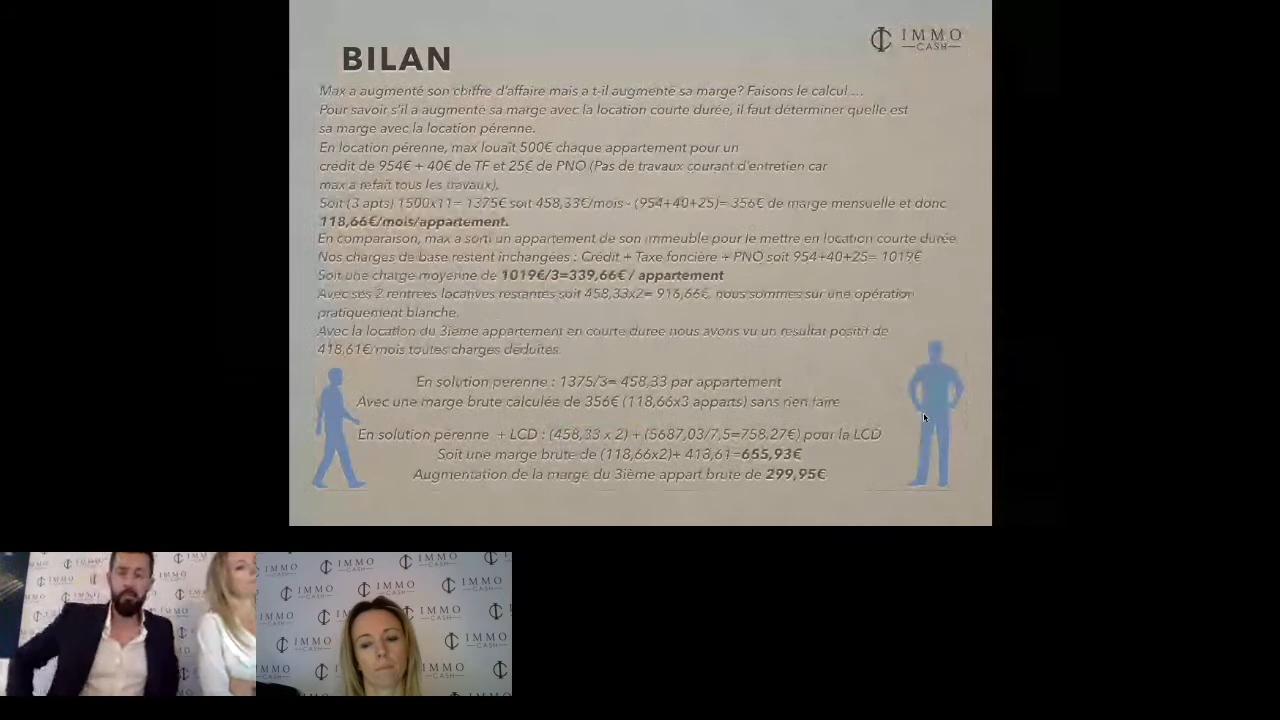 IMMO
CASH
BILAN
Max a augmenté son chiffre d'affaire mais a t-il augmenté sa marge? Faisons le calcul ...
Pour savoir s'il a augmenté sa marge avec la location courte durée, il faut déterminer quelle est
sa marge avec la location pérenne.
En location pérenne, max louait 500€ chaque appartement pour un
crédit de 954€ + 40€ de TF et 25€ de PNO (Pas de travaux courant d'entretien car
max a refait tous les travaux).
Soit (3 apts) 1500x11= 1375€ soit 458,33€/mois - (954+40+25)= 356€ de marge mensuelle et donc
118,66€/mois/appartement.
En comparaison, max a sorti un appartement de son immeuble pour le mettre en location courte durée
Nos charges de base restent inchangées : Crédit + Taxe foncière + PNO soit 954+40+25= 1019€
Soit une charge moyenne de 1019€/3=339,66€ / appartement
Avec ses 2 rentrées locatives restantes soit 458,33x2= 916,66€, nous sommes sur une opération
pratiquement blanche.
Avec la location du 3ième appartement en courte durée nous avons vu un résultat positif de
418,61€/mois toutes charges déduites.
En solution pérenne : 1375/3= 458,33 par appartement
Avec une marge brute calculée de 356€ (118,66x3 apparts) sans rien faire
En solution pérenne + LCD : (458,33 x 2) + (5687,03/7,5=758.27€) pour la LCD
Soit une marge brute de (118,66x2)+ 418,61=655,93€
Augmentation de la marge du 3ième appart brute de 299,95€